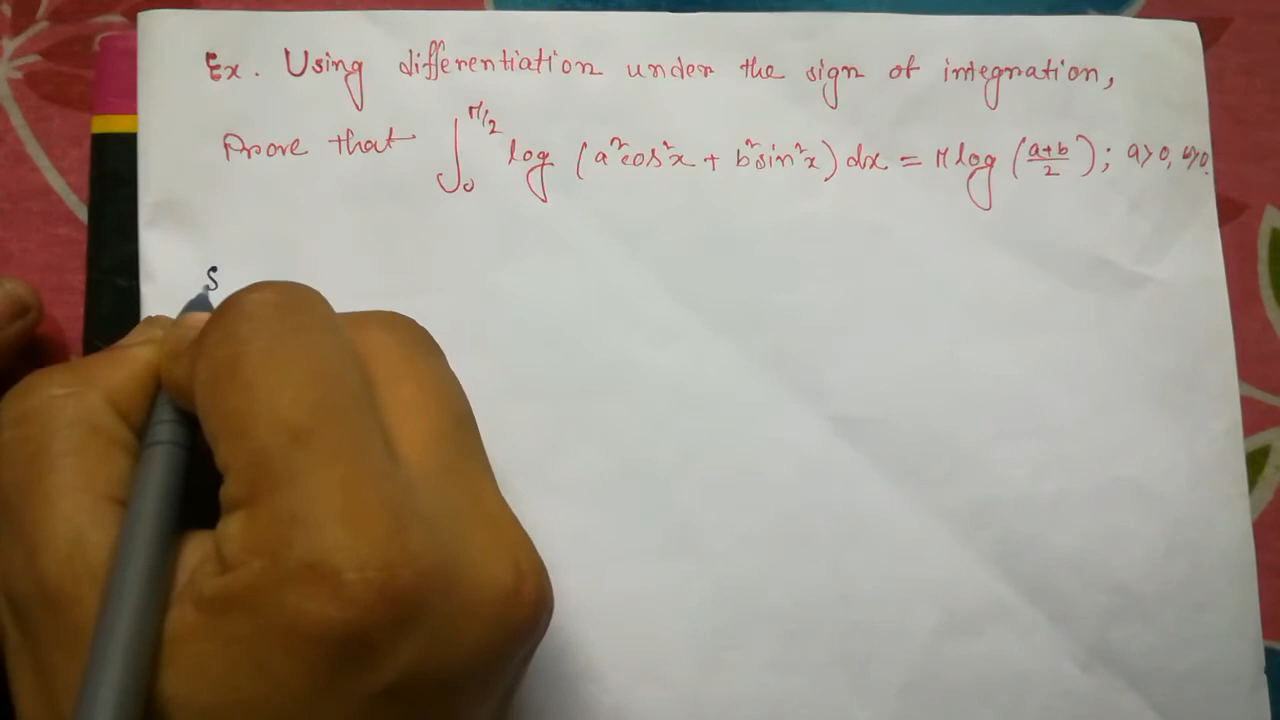 Ex. Using differentiation under the sign of integration,
Prove that ∫₀^π/2 log (a²cos²x + b²sin²x) dx = π log ((a+b)/2); a>0, b>0.
S